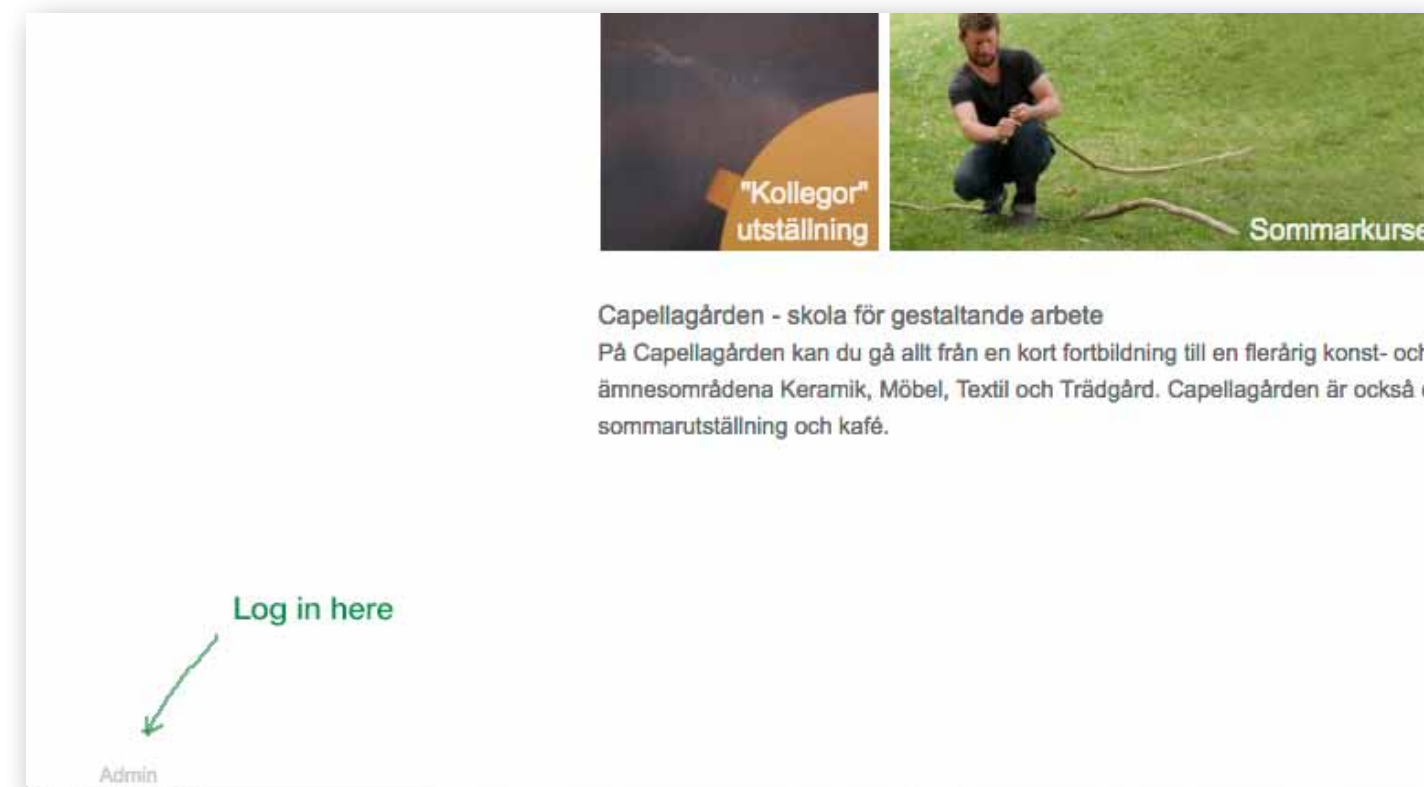 "Kollegor"
utställning
Sommarkurse
Capellagården - skola för gestaltande arbete
På Capellagården kan du gå allt från en kort fortbildning till en flerårig konst- och
ämnesområdena Keramik, Möbel, Textil och Trädgård. Capellagården är också
sommarutställning och kafé.
Log in here
Admin